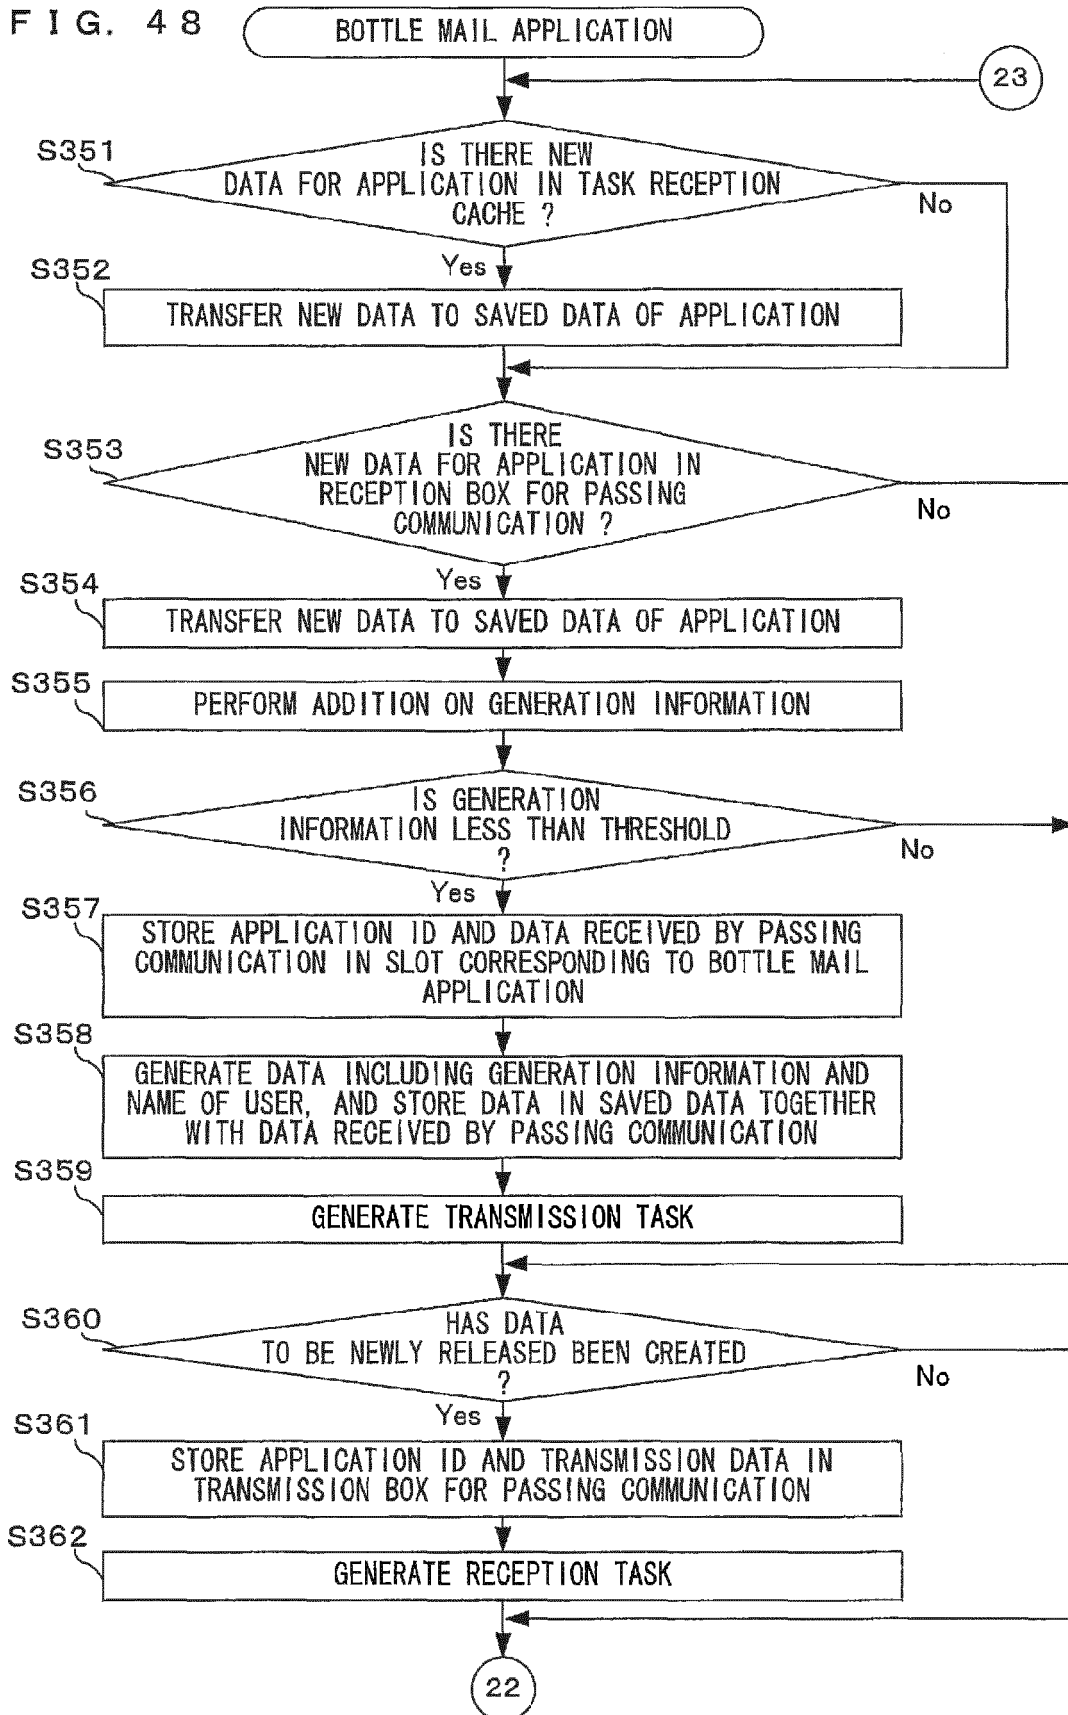 FIG. 48
BOTTLE MAIL APPLICATION
23
S351
IS THERE NEW
DATA FOR APPLICATION IN TASK RECEPTION
CACHE ?
No
Yes
S352
TRANSFER NEW DATA TO SAVED DATA OF APPLICATION
S353
IS THERE
NEW DATA FOR APPLICATION IN
RECEPTION BOX FOR PASSING
COMMUNICATION ?
No
Yes
S354
TRANSFER NEW DATA TO SAVED DATA OF APPLICATION
S355
PERFORM ADDITION ON GENERATION INFORMATION
S356
IS GENERATION
INFORMATION LESS THAN THRESHOLD
?
No
Yes
S357
STORE APPLICATION ID AND DATA RECEIVED BY PASSING
COMMUNICATION IN SLOT CORRESPONDING TO BOTTLE MAIL
APPLICATION
S358
GENERATE DATA INCLUDING GENERATION INFORMATION AND
NAME OF USER, AND STORE DATA IN SAVED DATA TOGETHER
WITH DATA RECEIVED BY PASSING COMMUNICATION
S359
GENERATE TRANSMISSION TASK
S360
HAS DATA
TO BE NEWLY RELEASED BEEN CREATED
?
No
Yes
S361
STORE APPLICATION ID AND TRANSMISSION DATA IN
TRANSMISSION BOX FOR PASSING COMMUNICATION
S362
GENERATE RECEPTION TASK
22